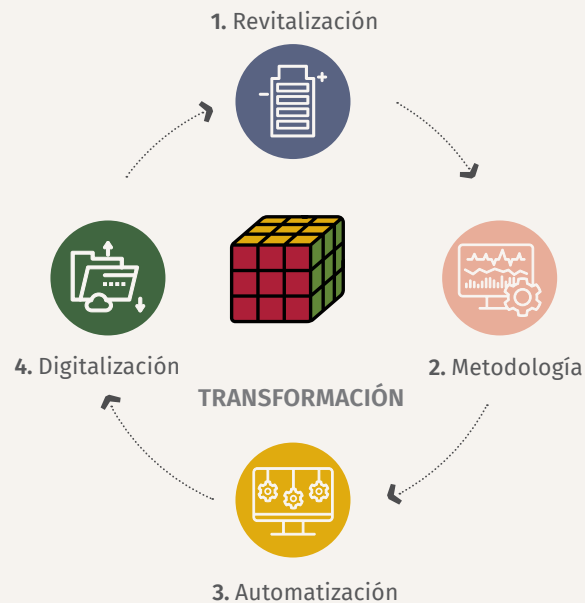 1. Revitalización
4. Digitalización
2. Metodología
TRANSFORMACIÓN
3. Automatización